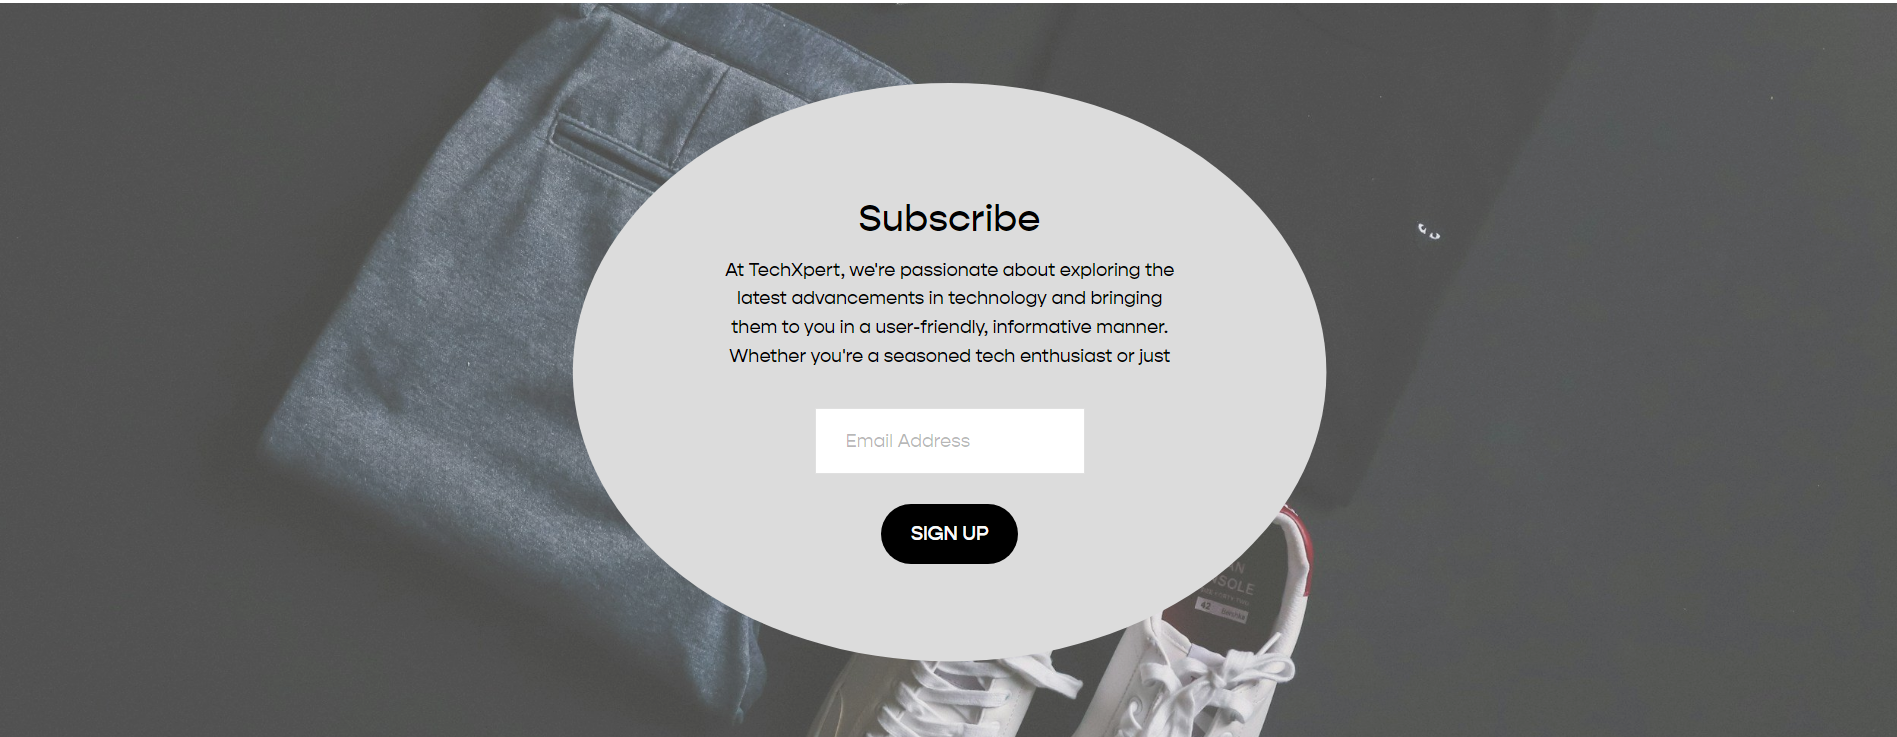 Subscribe
At TechXpert, we're passionate about exploring the
latest advancements in technology and bringing
them to you in a user-friendly, informative manner.
Whether you're a seasoned tech enthusiast or just
Email Address
SIGN UP
42